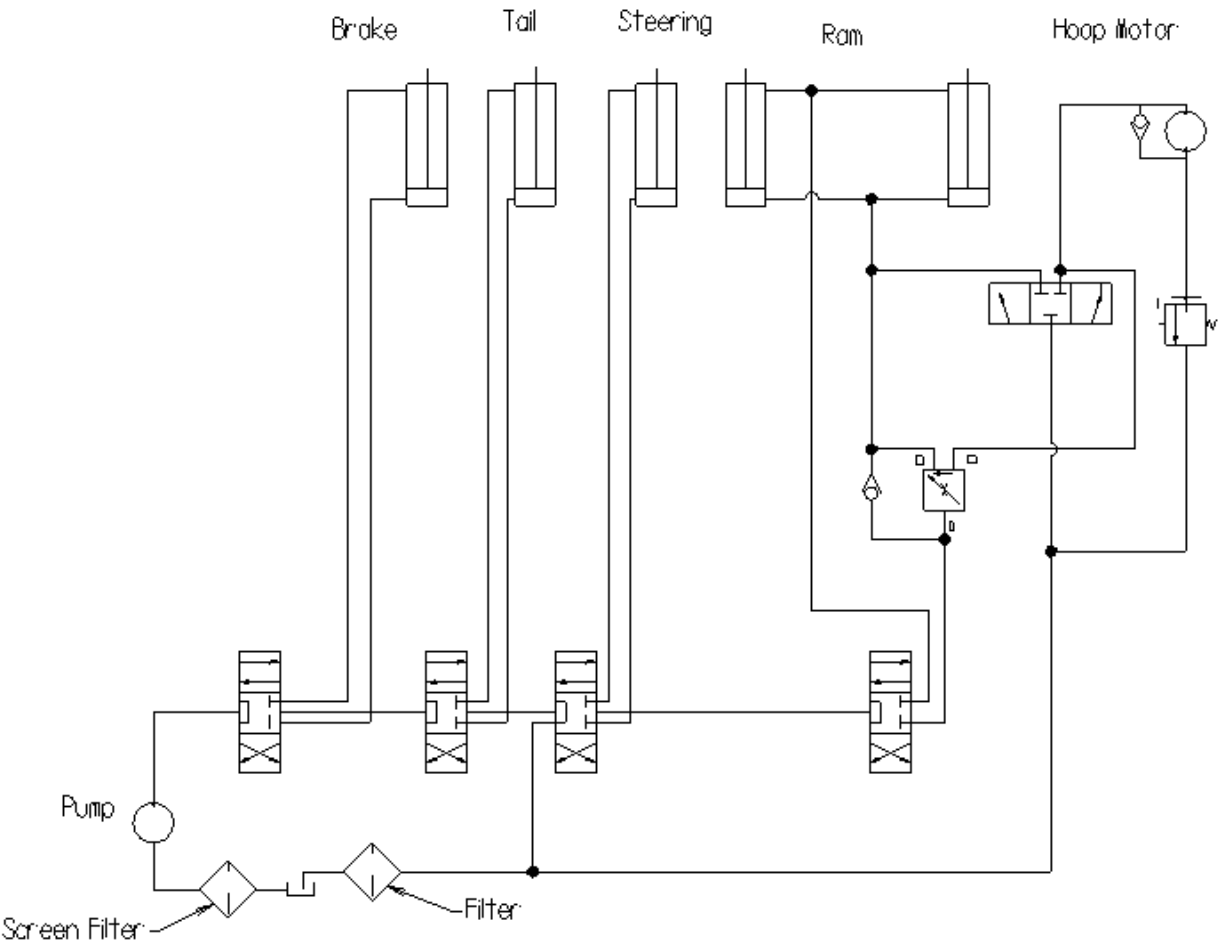 Brake
Tail
Steering
Ram
Hoop Motor
Pump
Screen Filter
Filter